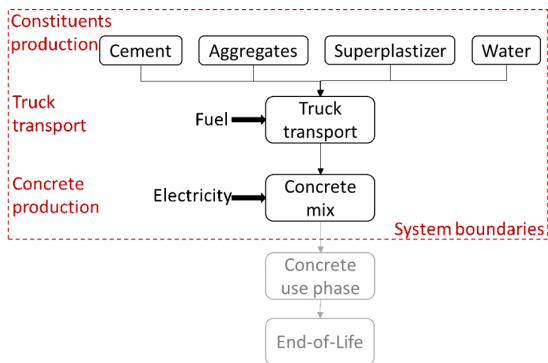 Constituents
production
Cement
Aggregates
Superplastizer
Water
Truck
transport
Fuel
Truck
transport
Concrete
production
Electricity
Concrete
mix
System boundaries
Concrete
use phase
End-of-Life